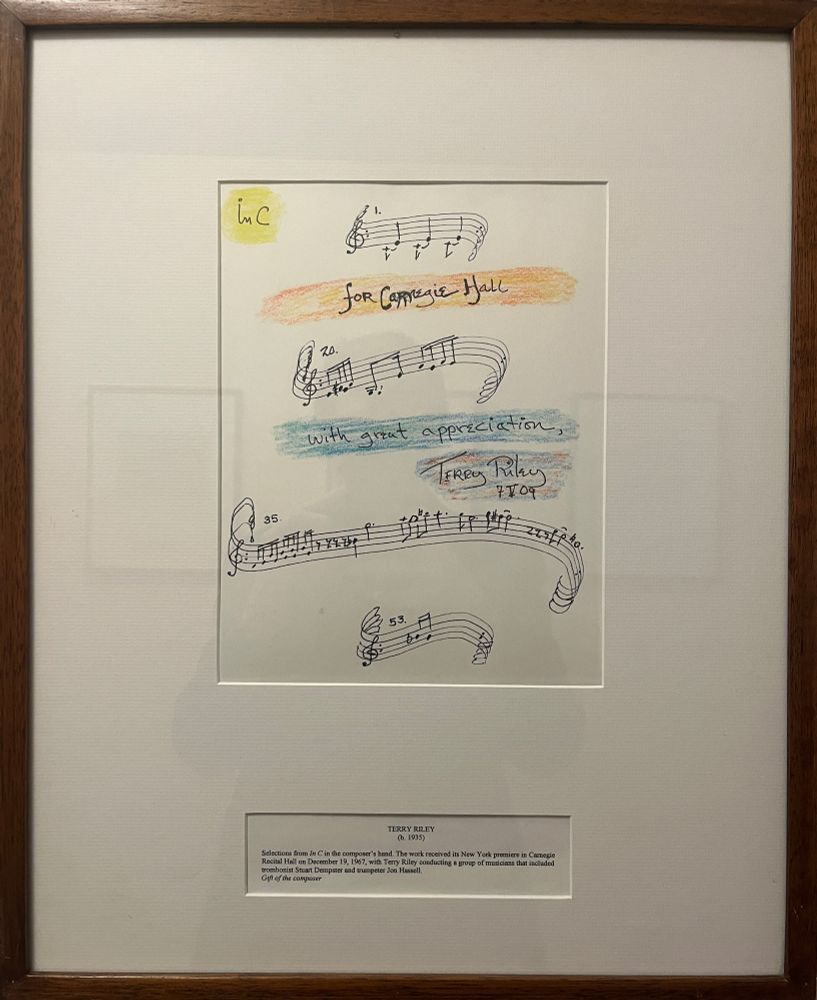 in C
1.
for Carnegie Hall
20.
with great appreciation,
Terry Riley
7 V 09
35.
53.
TERRY RILEY
(b. 1935)
Selections from In C in the composer's hand. The work received its New York premiere in Carnegie
Recital Hall on December 19, 1967, with Terry Riley conducting a group of musicians that included
trombonist Stuart Dempster and trumpeter Jon Hassell.
Gift of the composer